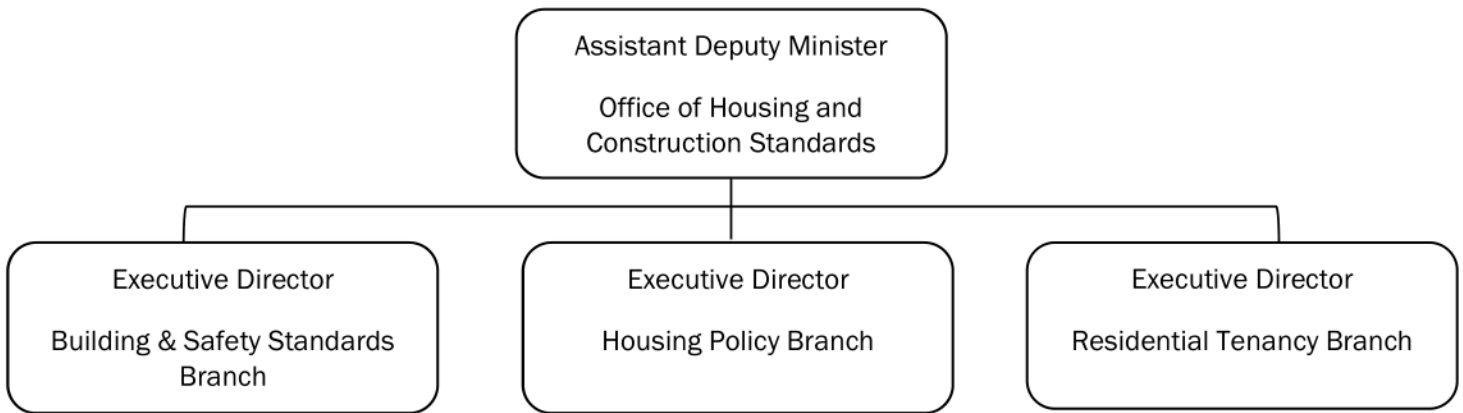 Assistant Deputy Minister
Office of Housing and
Construction Standards
Executive Director
Building & Safety Standards
Branch
Executive Director
Housing Policy Branch
Executive Director
Residential Tenancy Branch